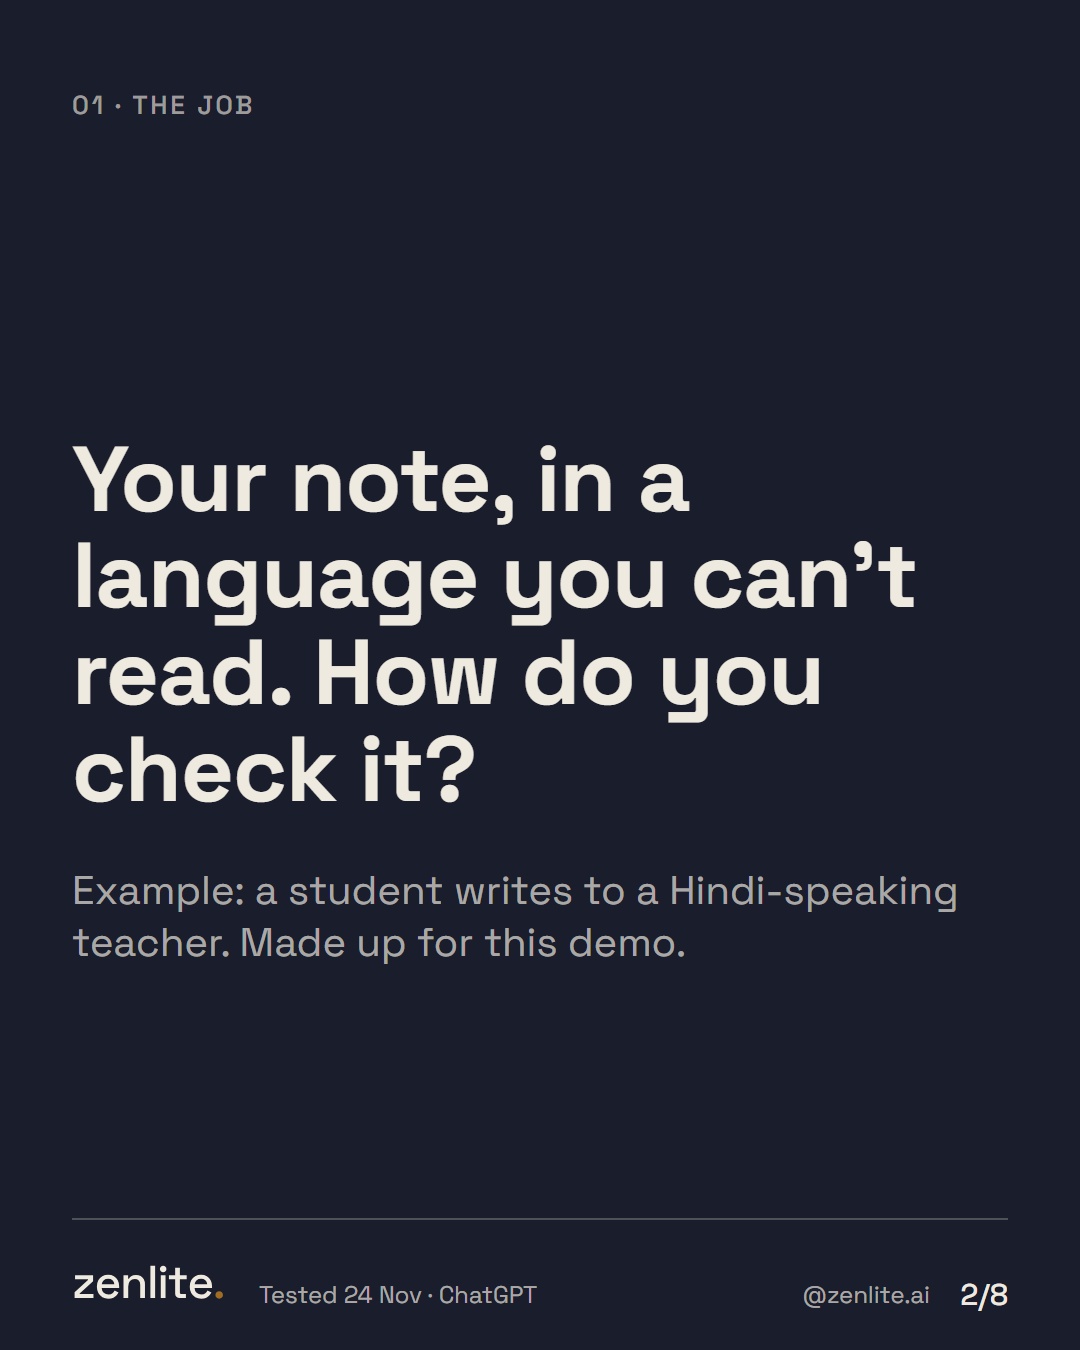 01 · THE JOB
Your note, in a
language you can’t
read. How do you
check it?
Example: a student writes to a Hindi-speaking
teacher. Made up for this demo.
zenlite. Tested 24 Nov · ChatGPT @zenlite.ai 2/8